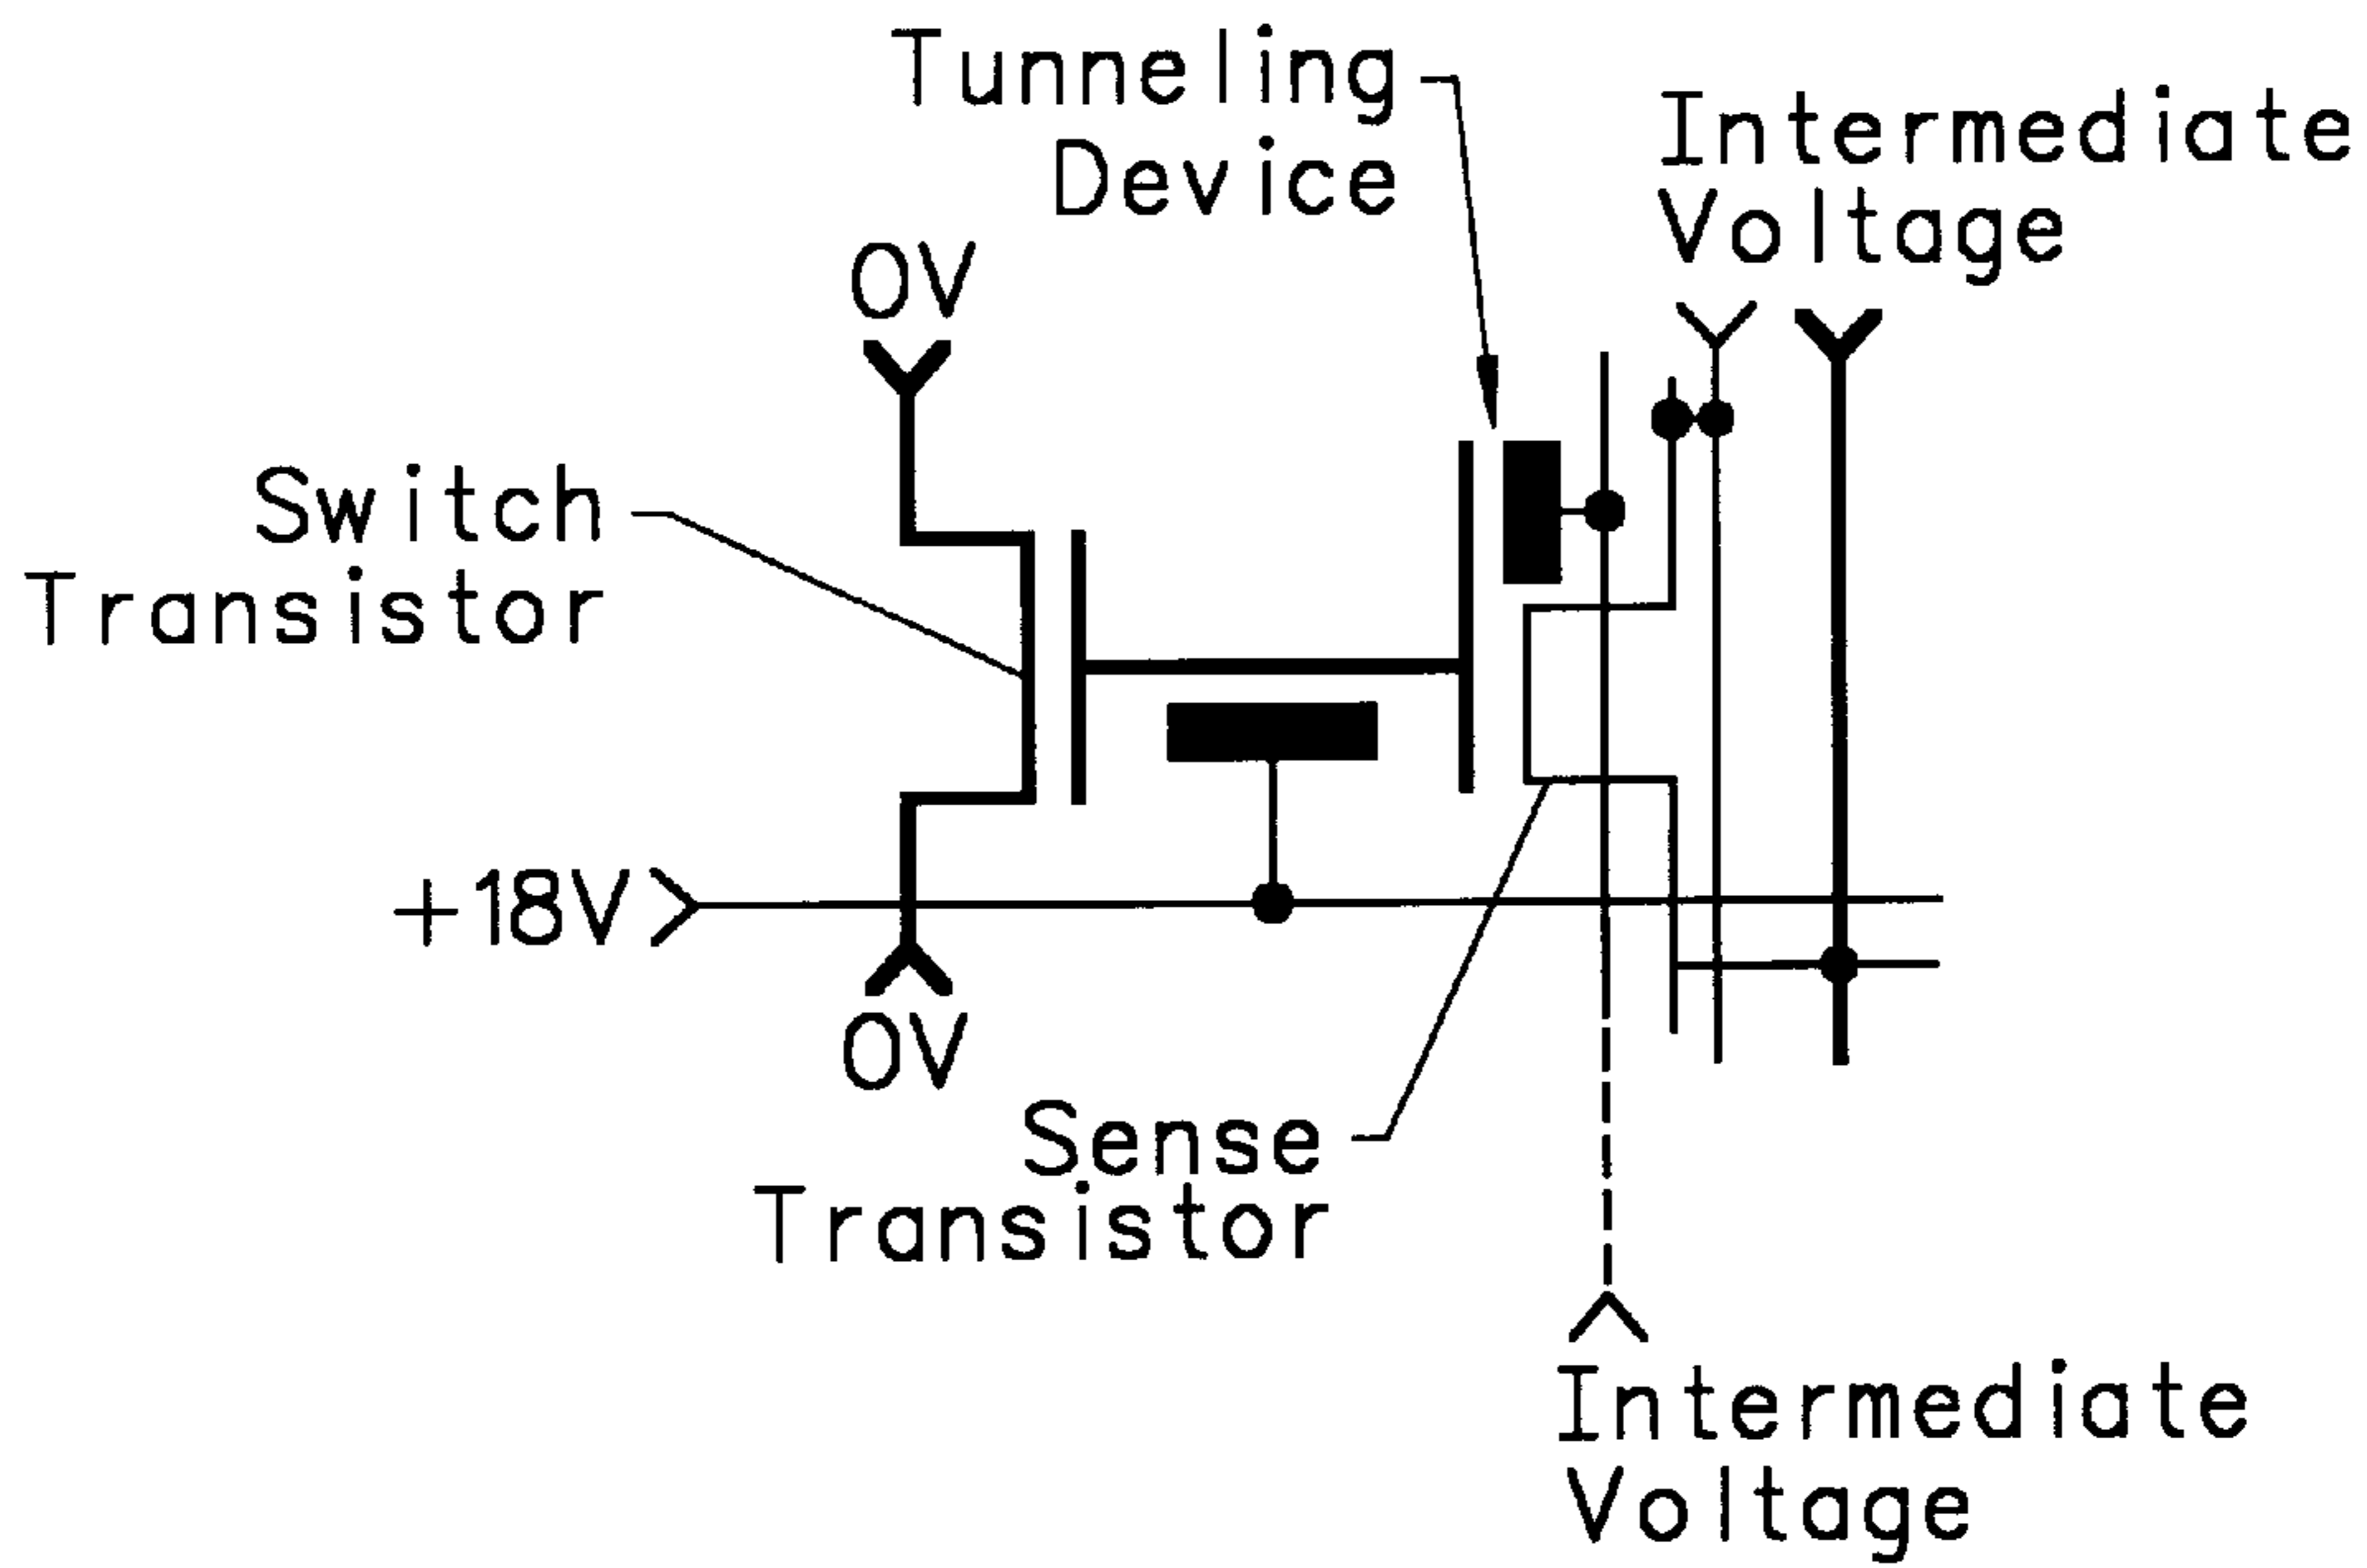 Tunneling
Device
Intermediate
Voltage
0V
Switch
Transistor
+18V
0V
Sense
Transistor
Intermediate
Voltage